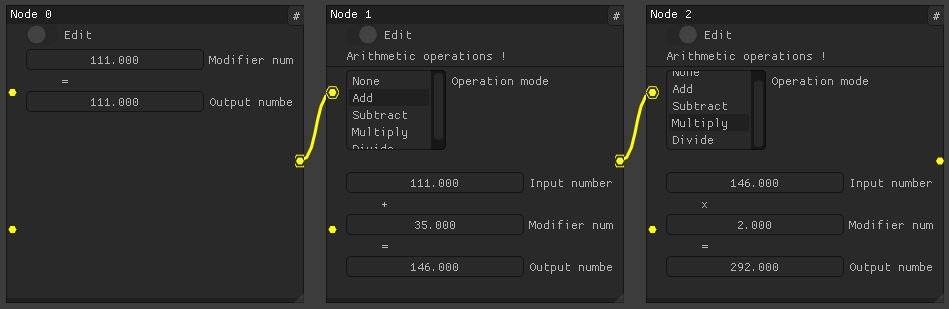 Node 0 #
Edit
111.000 Modifier num
=
111.000 Output numbe
Node 1 #
Edit
Arithmetic operations !
None
Add
Subtract
Multiply
Divide
Operation mode
111.000 Input number
+
35.000 Modifier num
=
146.000 Output numbe
Node 2 #
Edit
Arithmetic operations !
None
Add
Subtract
Multiply
Divide
Operation mode
146.000 Input number
x
2.000 Modifier num
=
292.000 Output numbe